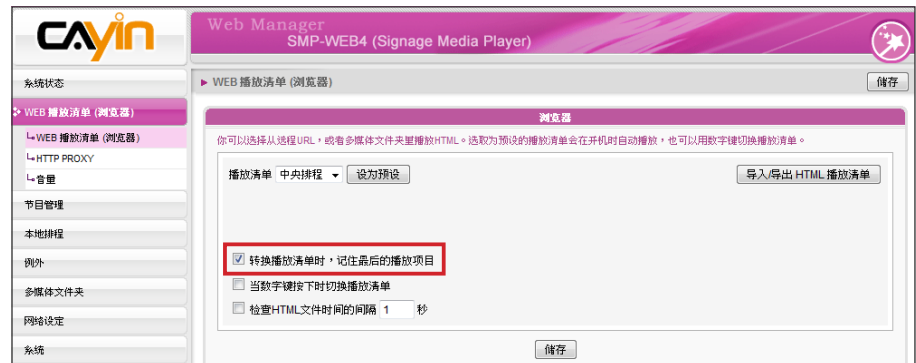 CAYIN
Web Manager
SMP-WEB4 (Signage Media Player)
系统状态
WEB 播放清单 (浏览器)
WEB 播放清单 (浏览器)
HTTP PROXY
音量
节目管理
本地排程
例外
多媒体文件夹
网络设定
系统
WEB 播放清单 (浏览器)
储存
浏览器
你可以选择从远程URL，或者多媒体文件夹里播放HTML。选取为预设的播放清单会在开机时自动播放，也可以用数字键切换播放清单。
播放清单 中央排程 设为预设
导入/导出 HTML 播放清单
转换播放清单时，记住最后的播放项目
当数字键按下时切换播放清单
检查HTML文件时间的间隔 1 秒
储存